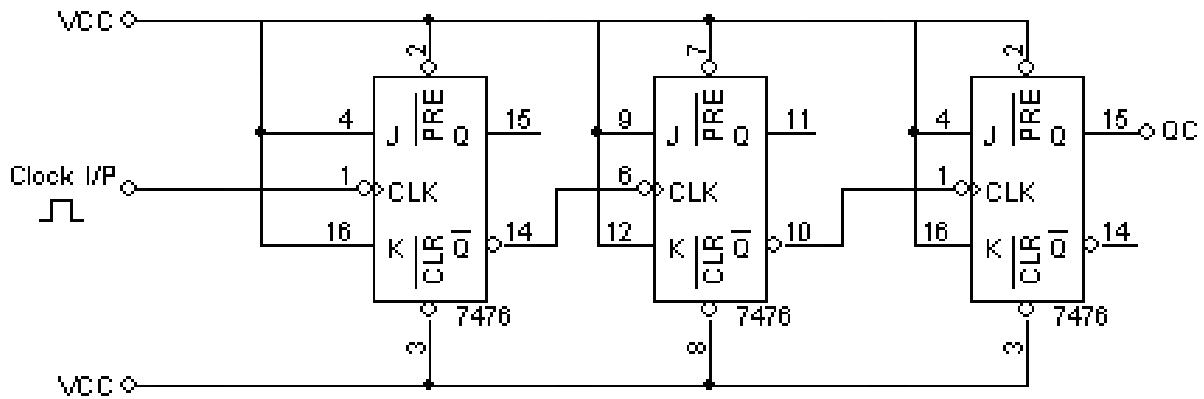 VCC
2
7
2
4
J
PRE
Q
15
9
J
PRE
Q
11
4
J
PRE
Q
15
QC
Clock I/P
1
CLK
6
CLK
1
CLK
16
K
CLR
Q
14
12
K
CLR
Q
10
16
K
CLR
Q
14
7476
7476
7476
3
8
3
VCC